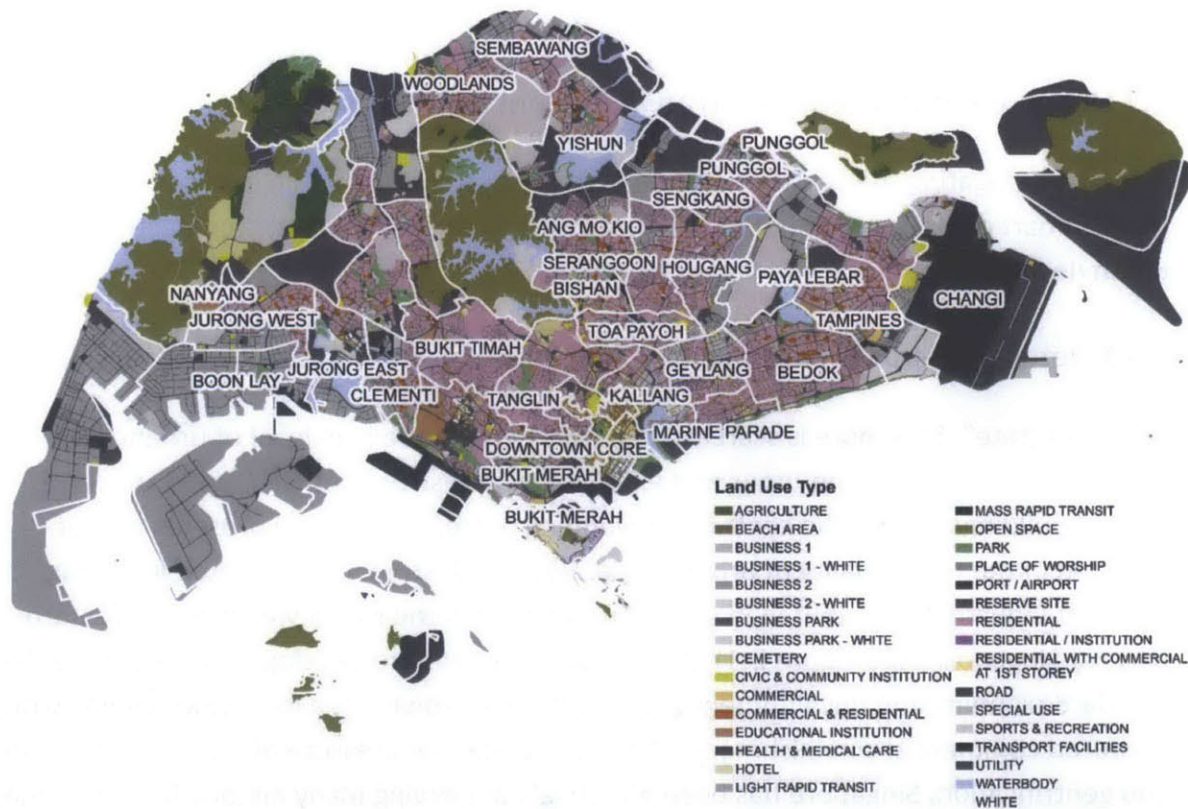 SEMBAWANG
WOODLANDS
YISHUN
PUNGGOL
PUNGGOL
SENGKANG
ANG MO KIO
SERANGOON
HOUGANG
BISHAN
PAYA LEBAR
CHANGI
NANYANG
JURONG WEST
TOA PAYOH
TAMPINES
BUKIT TIMAH
JURONG EAST
BOON LAY
GEYLANG
BEDOK
CLEMENTI
TANGLIN
KALLANG
MARINE PARADE
DOWNTOWN CORE
BUKIT MERAH
BUKIT MERAH
Land Use Type
AGRICULTURE
BEACH AREA
BUSINESS 1
BUSINESS 1 - WHITE
BUSINESS 2
BUSINESS 2 - WHITE
BUSINESS PARK
BUSINESS PARK - WHITE
CEMETERY
CIVIC & COMMUNITY INSTITUTION
COMMERCIAL
COMMERCIAL & RESIDENTIAL
EDUCATIONAL INSTITUTION
HEALTH & MEDICAL CARE
HOTEL
LIGHT RAPID TRANSIT
MASS RAPID TRANSIT
OPEN SPACE
PARK
PLACE OF WORSHIP
PORT / AIRPORT
RESERVE SITE
RESIDENTIAL
RESIDENTIAL / INSTITUTION
RESIDENTIAL WITH COMMERCIAL
AT 1ST STOREY
ROAD
SPECIAL USE
SPORTS & RECREATION
TRANSPORT FACILITIES
UTILITY
WATERBODY
WHITE